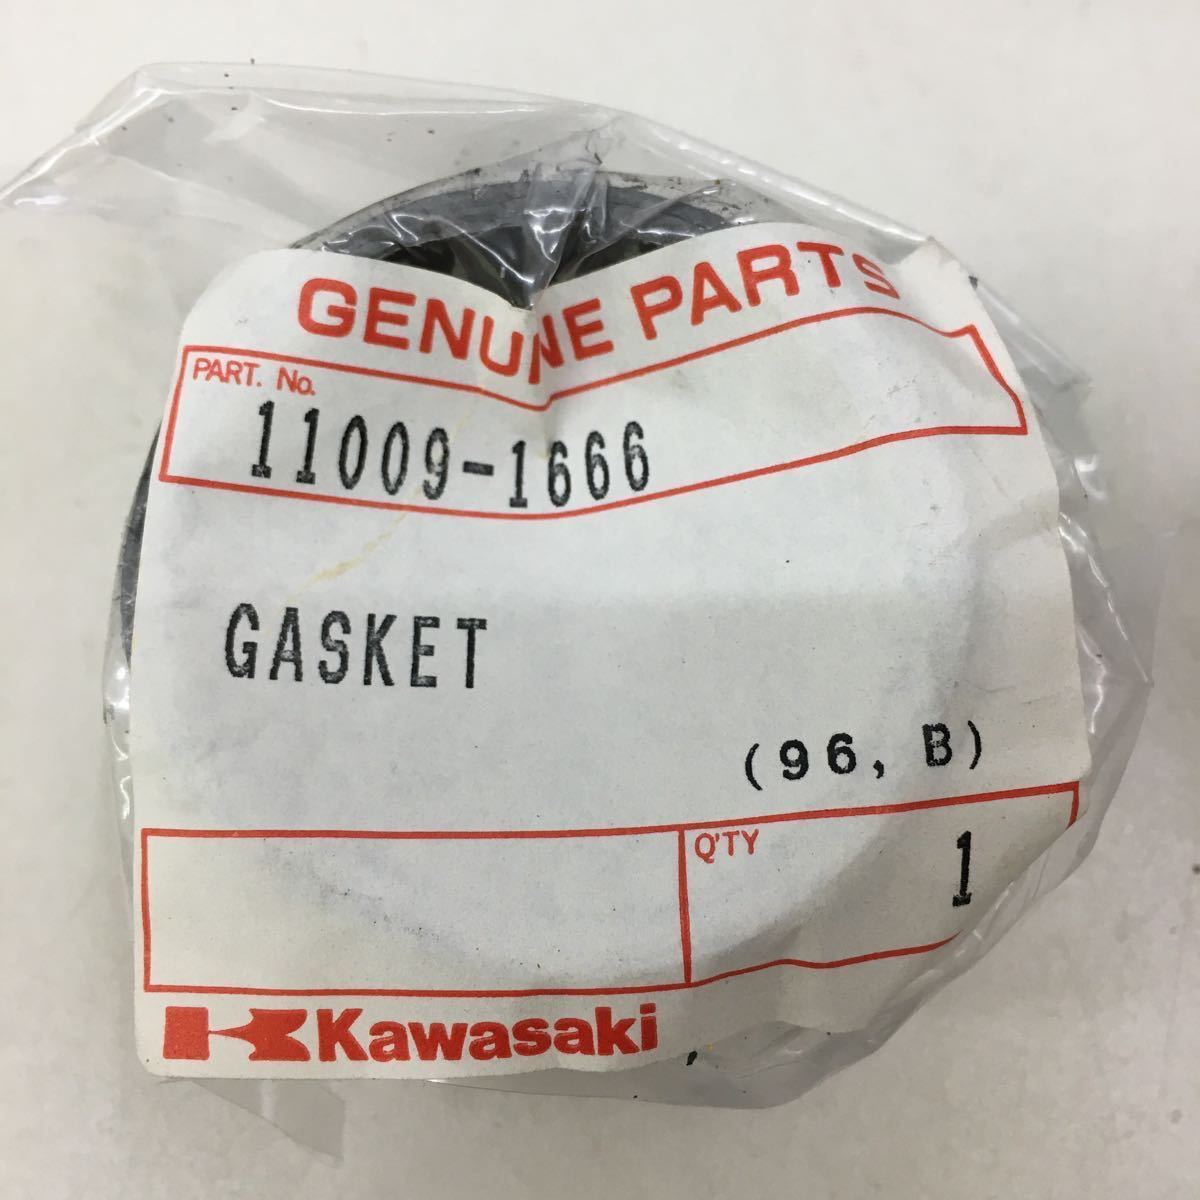 GENUINE PARTS
PART. No.
11009-1666
GASKET
(96, B)
Q'TY
1
Kawasaki